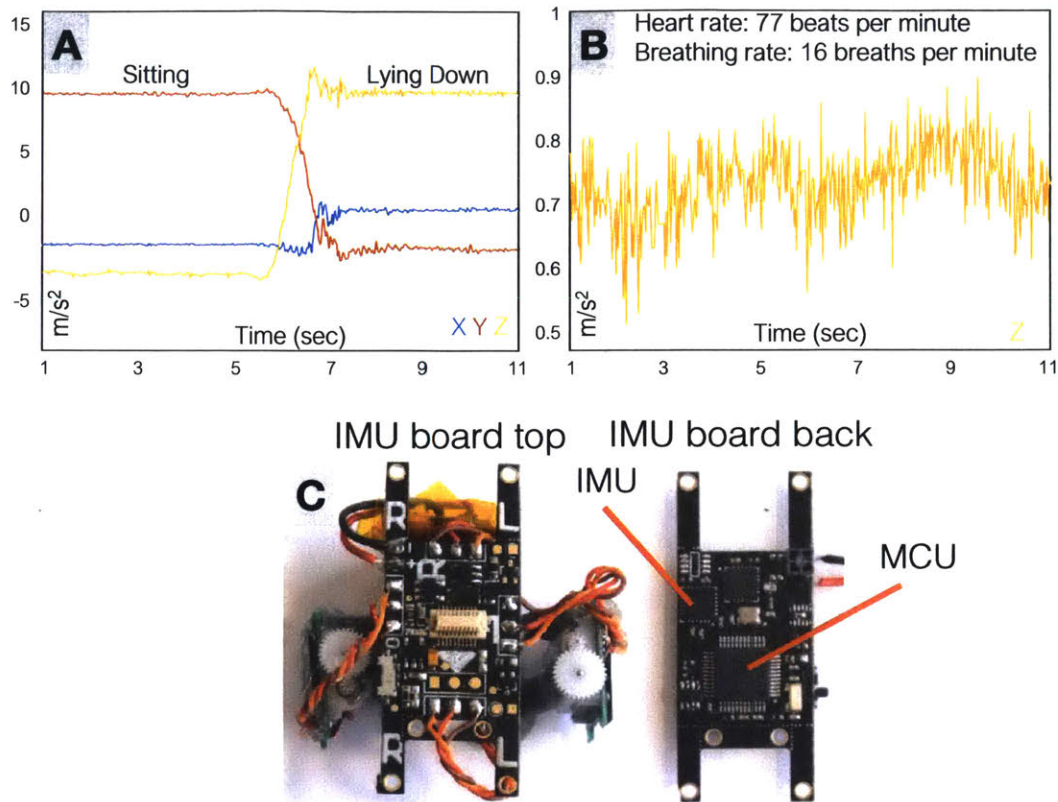 A
Sitting
Lying Down
15
10
5
0
-5
m/s²
Time (sec)
X Y Z
1 3 5 7 9 11
B
Heart rate: 77 beats per minute
Breathing rate: 16 breaths per minute
1
0.9
0.8
0.7
0.6
0.5
m/s²
Time (sec)
Z
1 3 5 7 9 11
IMU board top
IMU board back
C
IMU
MCU
R
L
R
R
L